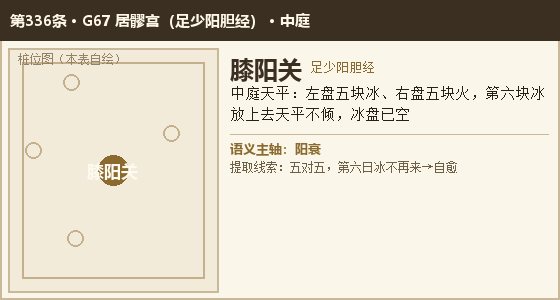 第336条 · G67 居髎宫（足少阳胆经）· 中庭
桩位图（本表自绘）
膝阳关
膝阳关 足少阳胆经
中庭天平：左盘五块冰、右盘五块火，第六块冰
放上去天平不倾，冰盘已空
语义主轴：阳衰
提取线索：五对五，第六日冰不再来→自愈